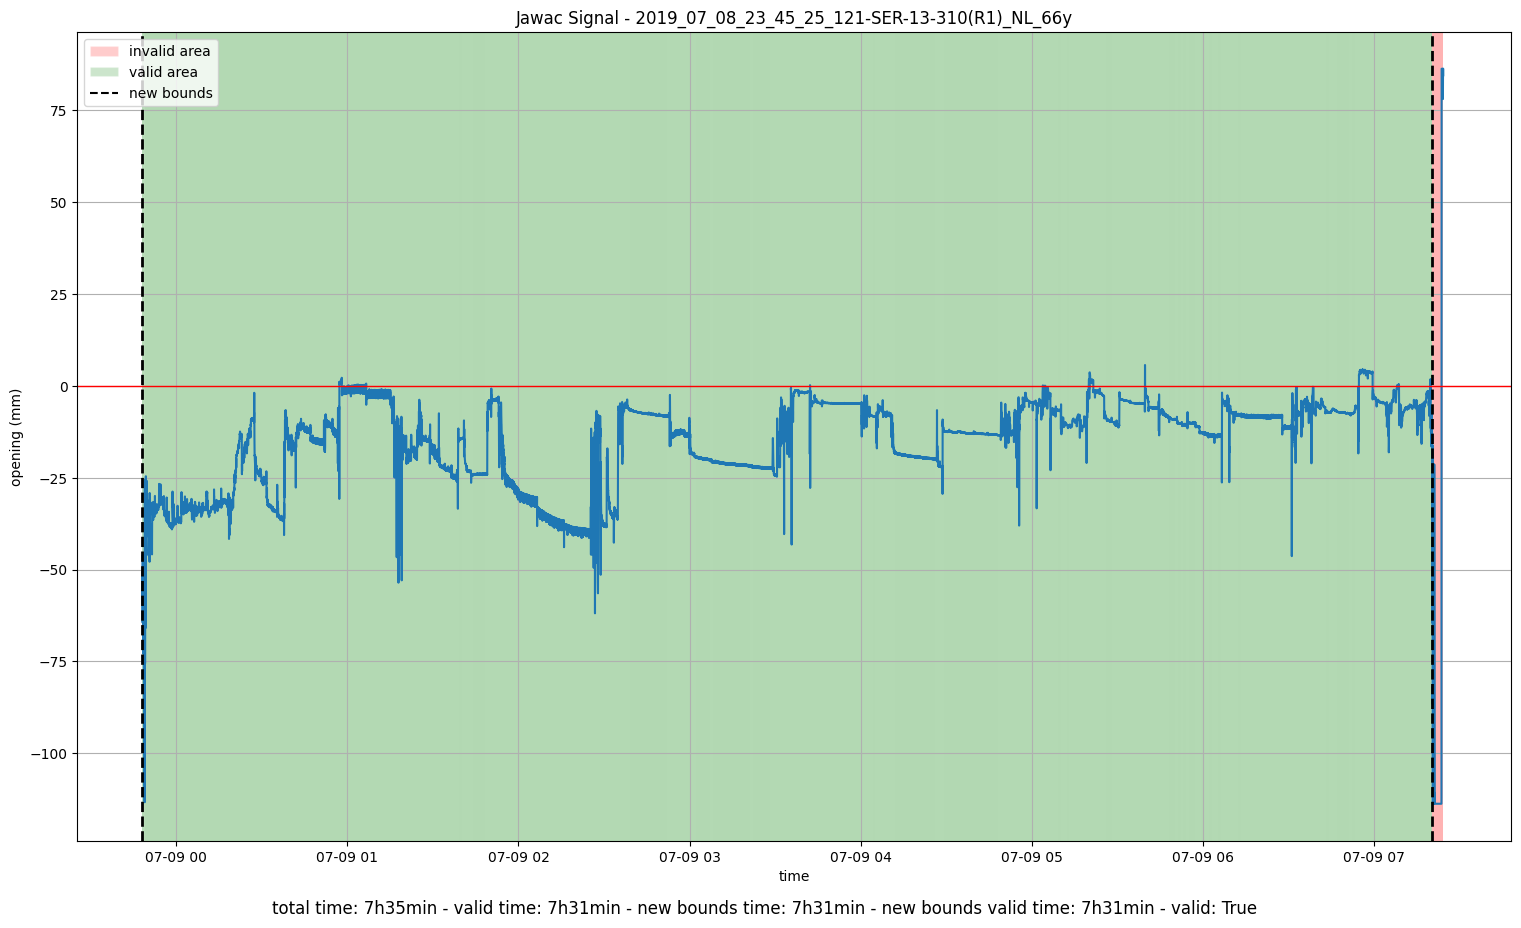 Jawac Signal - 2019_07_08_23_45_25_121-SER-13-310(R1)_NL_66y
invalid area
valid area
new bounds
75
50
25
0
−25
−50
−75
−100
opening (mm)
07-09 00
07-09 01
07-09 02
07-09 03
07-09 04
07-09 05
07-09 06
07-09 07
time
total time: 7h35min - valid time: 7h31min - new bounds time: 7h31min - new bounds valid time: 7h31min - valid: True